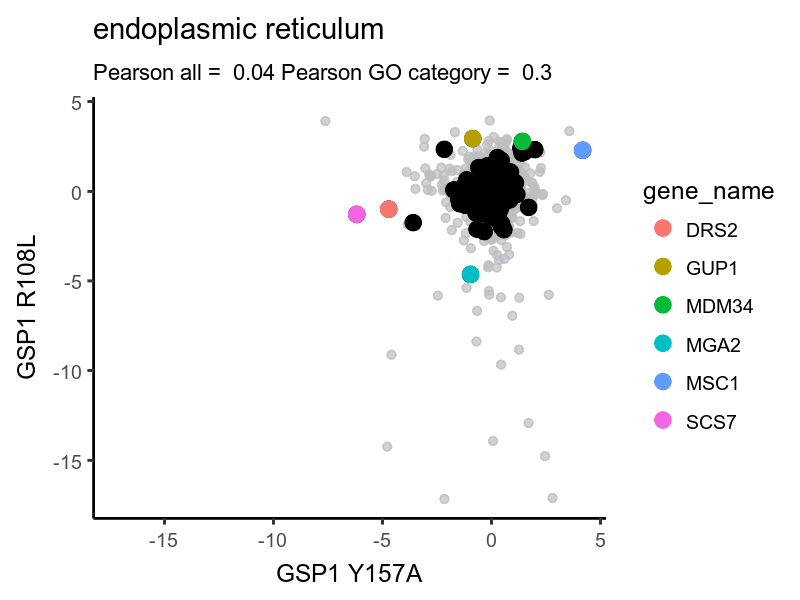 endoplasmic reticulum
Pearson all =  0.04 Pearson GO category =  0.3
5
0
-5
-10
-15
GSP1 R108L
-15
-10
-5
0
5
GSP1 Y157A
gene_name
DRS2
GUP1
MDM34
MGA2
MSC1
SCS7